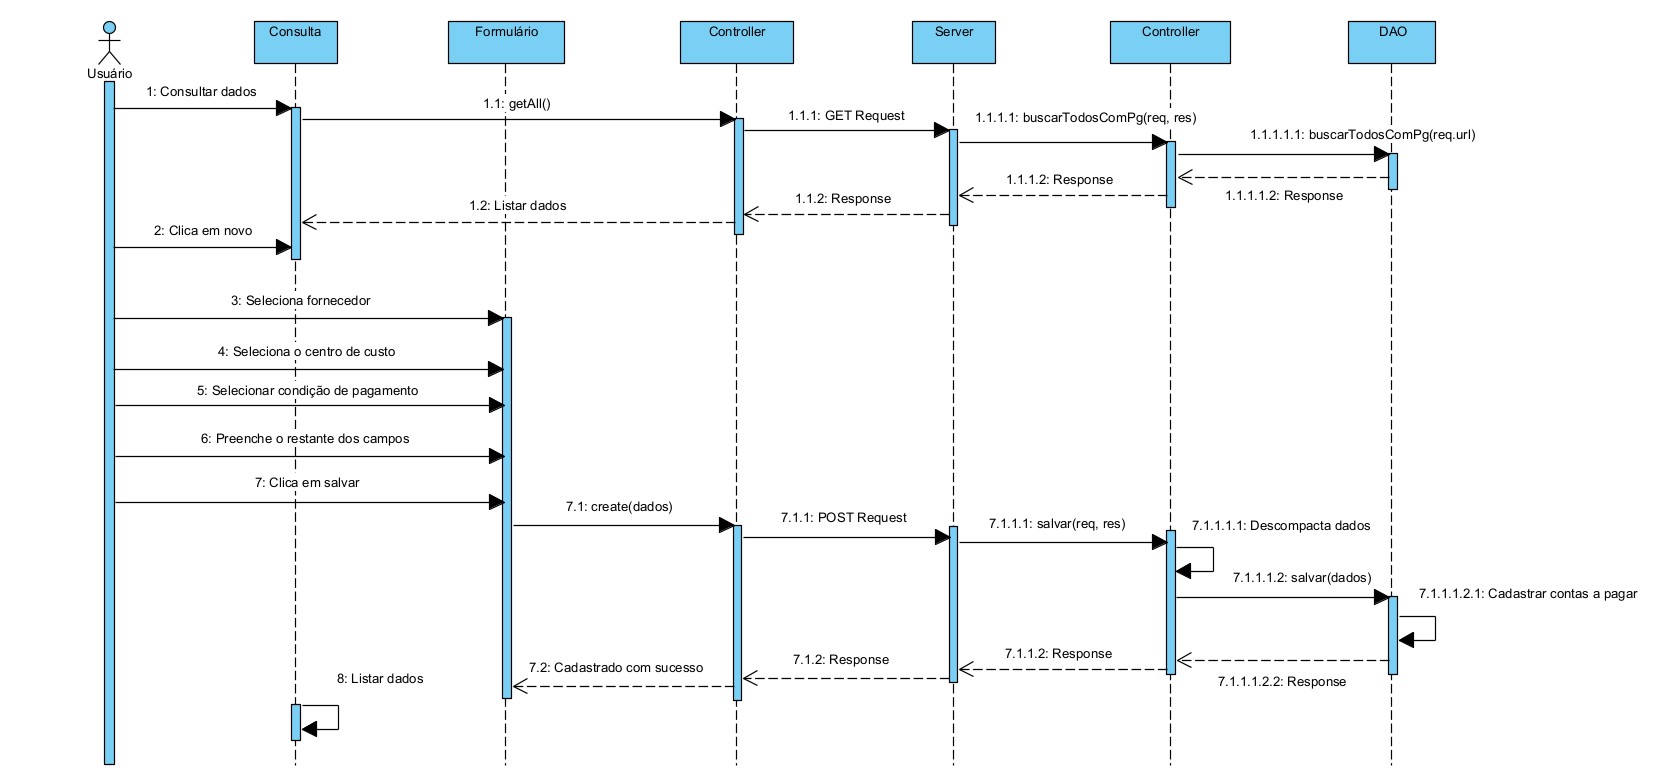 Consulta
Formulário
Controller
Server
Controller
DAO
Usuário
1: Consultar dados
1.1: getAll()
1.1.1: GET Request
1.1.1.1: buscarTodosComPg(req, res)
1.1.1.1.1: buscarTodosComPg(req.url)
1.1.1.1.2: Response
1.1.1.2: Response
1.1.2: Response
1.2: Listar dados
2: Clica em novo
3: Seleciona fornecedor
4: Seleciona o centro de custo
5: Selecionar condição de pagamento
6: Preenche o restante dos campos
7: Clica em salvar
7.1: create(dados)
7.1.1: POST Request
7.1.1.1: salvar(req, res)
7.1.1.1.1: Descompacta dados
7.1.1.1.2: salvar(dados)
7.1.1.1.2.1: Cadastrar contas a pagar
7.1.1.1.2.2: Response
7.1.1.2: Response
7.1.2: Response
7.2: Cadastrado com sucesso
8: Listar dados